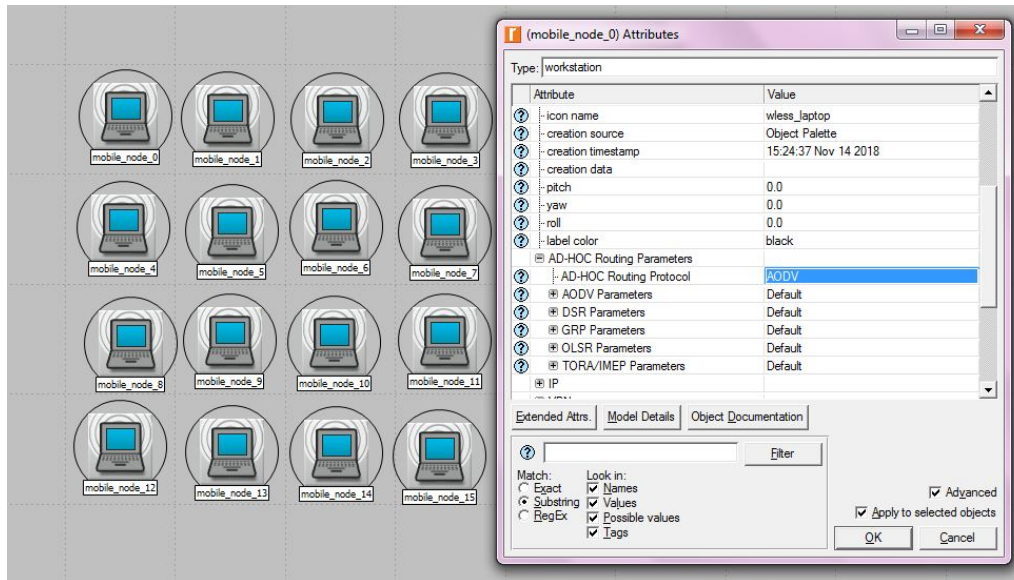 mobile_node_0
mobile_node_1
mobile_node_2
mobile_node_3
mobile_node_4
mobile_node_5
mobile_node_6
mobile_node_7
mobile_node_8
mobile_node_9
mobile_node_10
mobile_node_11
mobile_node_12
mobile_node_13
mobile_node_14
mobile_node_15
(mobile_node_0) Attributes
Type: workstation
Attribute Value
icon name wless_laptop
creation source Object Palette
creation timestamp 15:24:37 Nov 14 2018
creation data
pitch 0.0
yaw 0.0
roll 0.0
label color black
AD-HOC Routing Parameters
AD-HOC Routing Protocol AODV
AODV Parameters Default
DSR Parameters Default
GRP Parameters Default
OLSR Parameters Default
TORA/IMEP Parameters Default
IP
Extended Attrs. Model Details Object Documentation
Filter
Match: Look in:
Exact Names
Substring Values
RegEx Possible values
Tags
Advanced
Apply to selected objects
OK Cancel